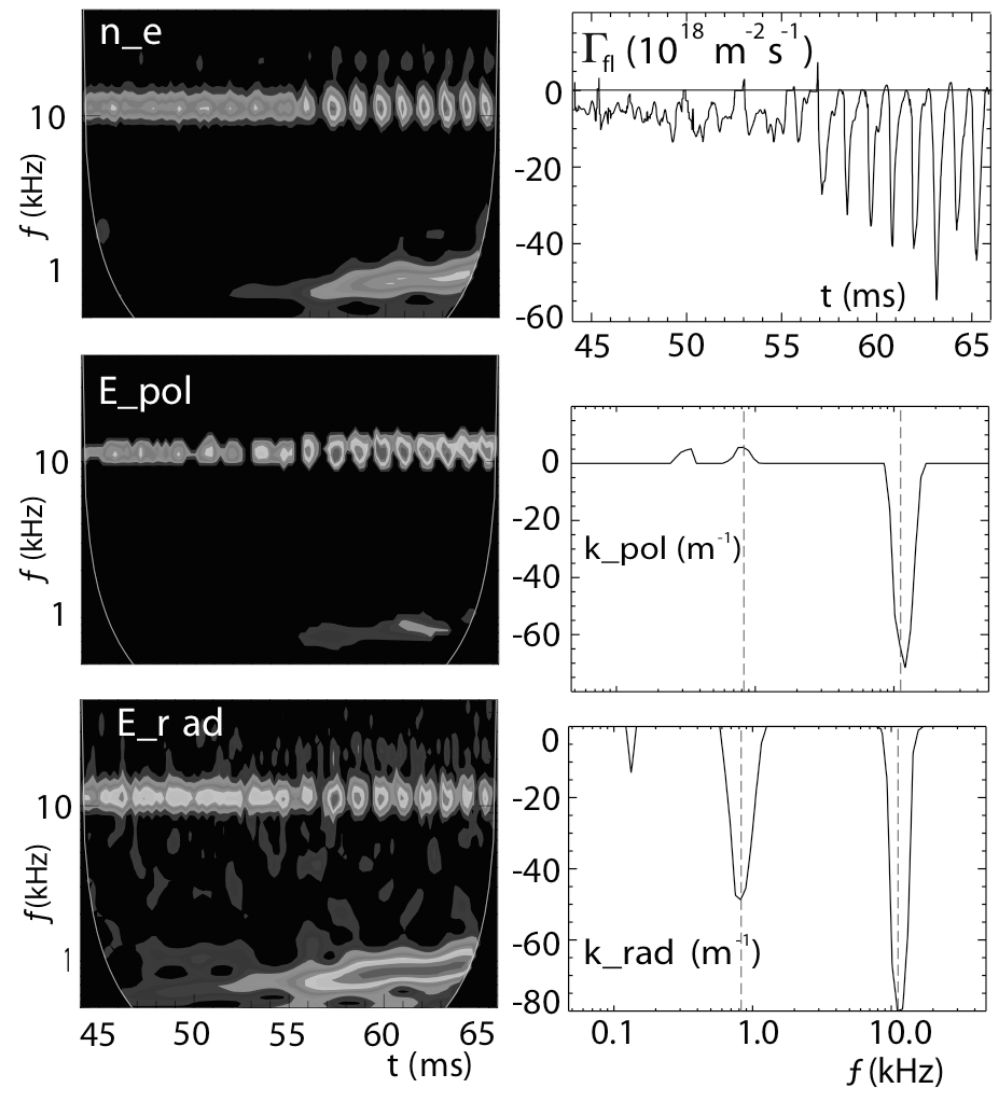 n_e
10
1
f (kHz)
E_pol
10
1
f (kHz)
E_r ad
10
1
f(kHz)
45 50 55 60 65
t (ms)
Γfl (10^18 m^-2 s^-1)
0
-20
-40
-60
t (ms)
45 50 55 60 65
0
-20
-40
-60
k_pol (m^-1)
0
-20
-40
-60
-80
k_rad (m^-1)
0.1 1.0 10.0
f (kHz)